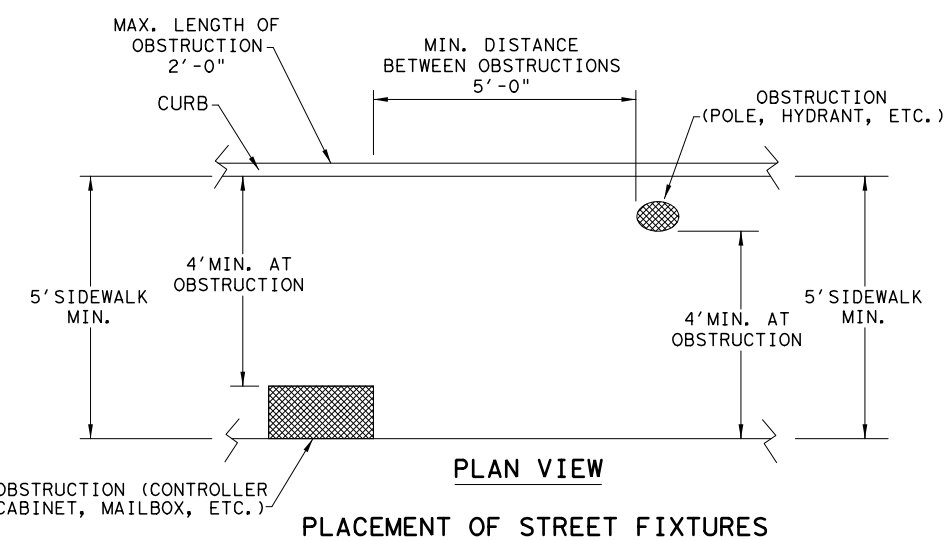 MAX. LENGTH OF
OBSTRUCTION
2'-0"
CURB
MIN. DISTANCE
BETWEEN OBSTRUCTIONS
5'-0"
OBSTRUCTION
(POLE, HYDRANT, ETC.)
5' SIDEWALK
MIN.
4' MIN. AT
OBSTRUCTION
4' MIN. AT
OBSTRUCTION
5' SIDEWALK
MIN.
OBSTRUCTION (CONTROLLER
CABINET, MAILBOX, ETC.)
PLAN VIEW
PLACEMENT OF STREET FIXTURES